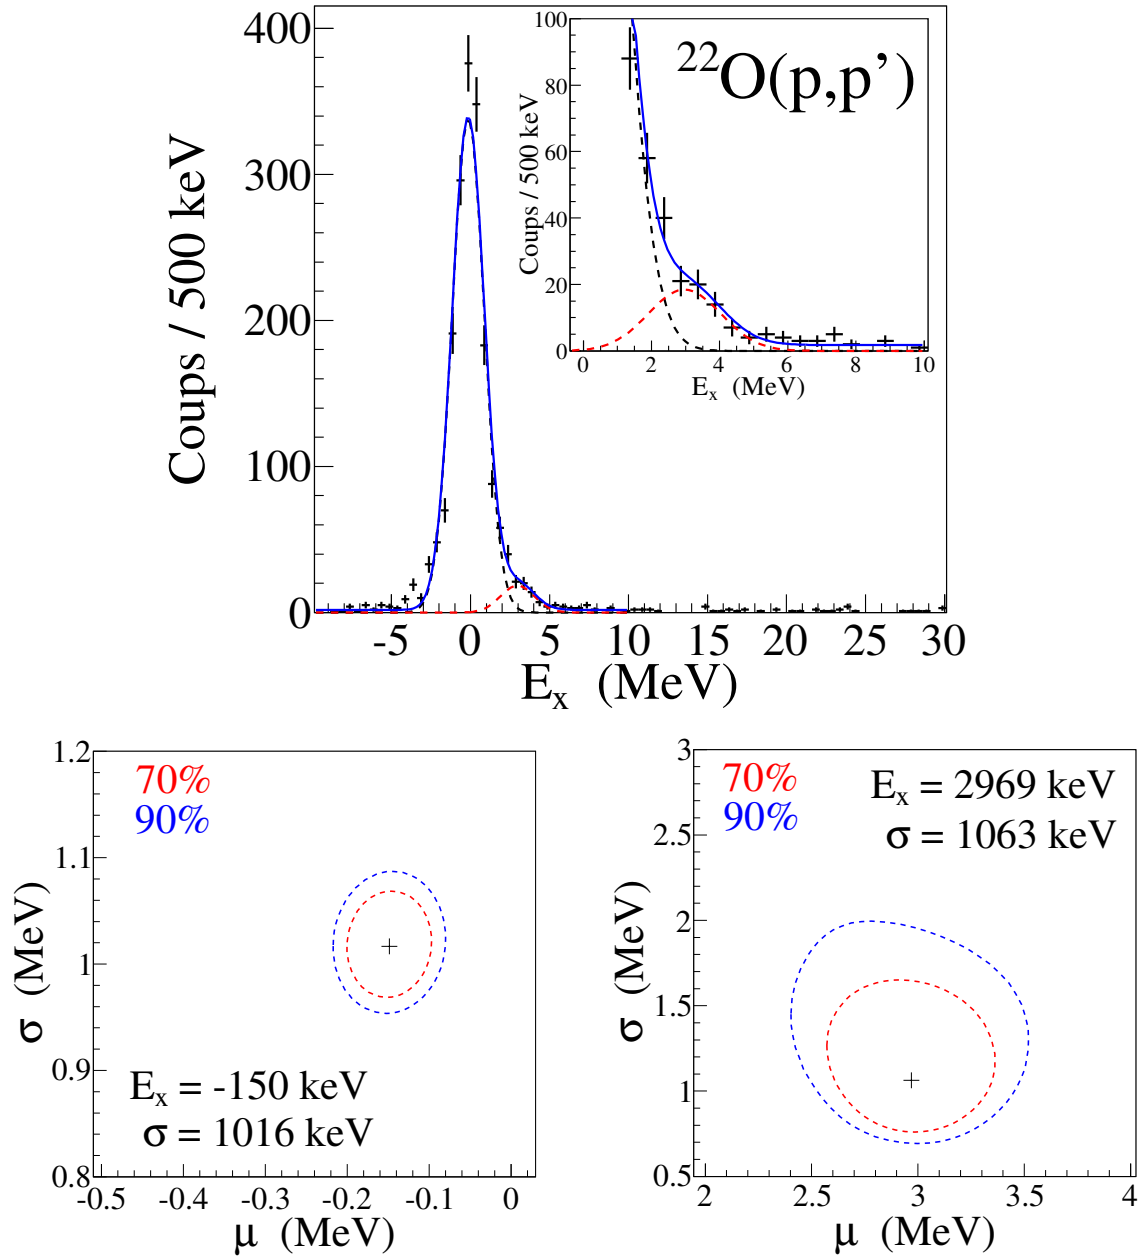 400
300
200
100
0
Coups / 500 keV
-5 0 5 10 15 20 25 30
Eₓ (MeV)
²²O(p,p’)
100
80
60
40
20
0
Coups / 500 keV
0 2 4 6 8 10
Eₓ (MeV)
1.2
1.1
1
0.9
0.8
σ (MeV)
70%
90%
Eₓ = -150 keV
σ = 1016 keV
-0.5 -0.4 -0.3 -0.2 -0.1 0
μ (MeV)
3
2.5
2
1.5
1
0.5
σ (MeV)
70%
90%
Eₓ = 2969 keV
σ = 1063 keV
2 2.5 3 3.5 4
μ (MeV)